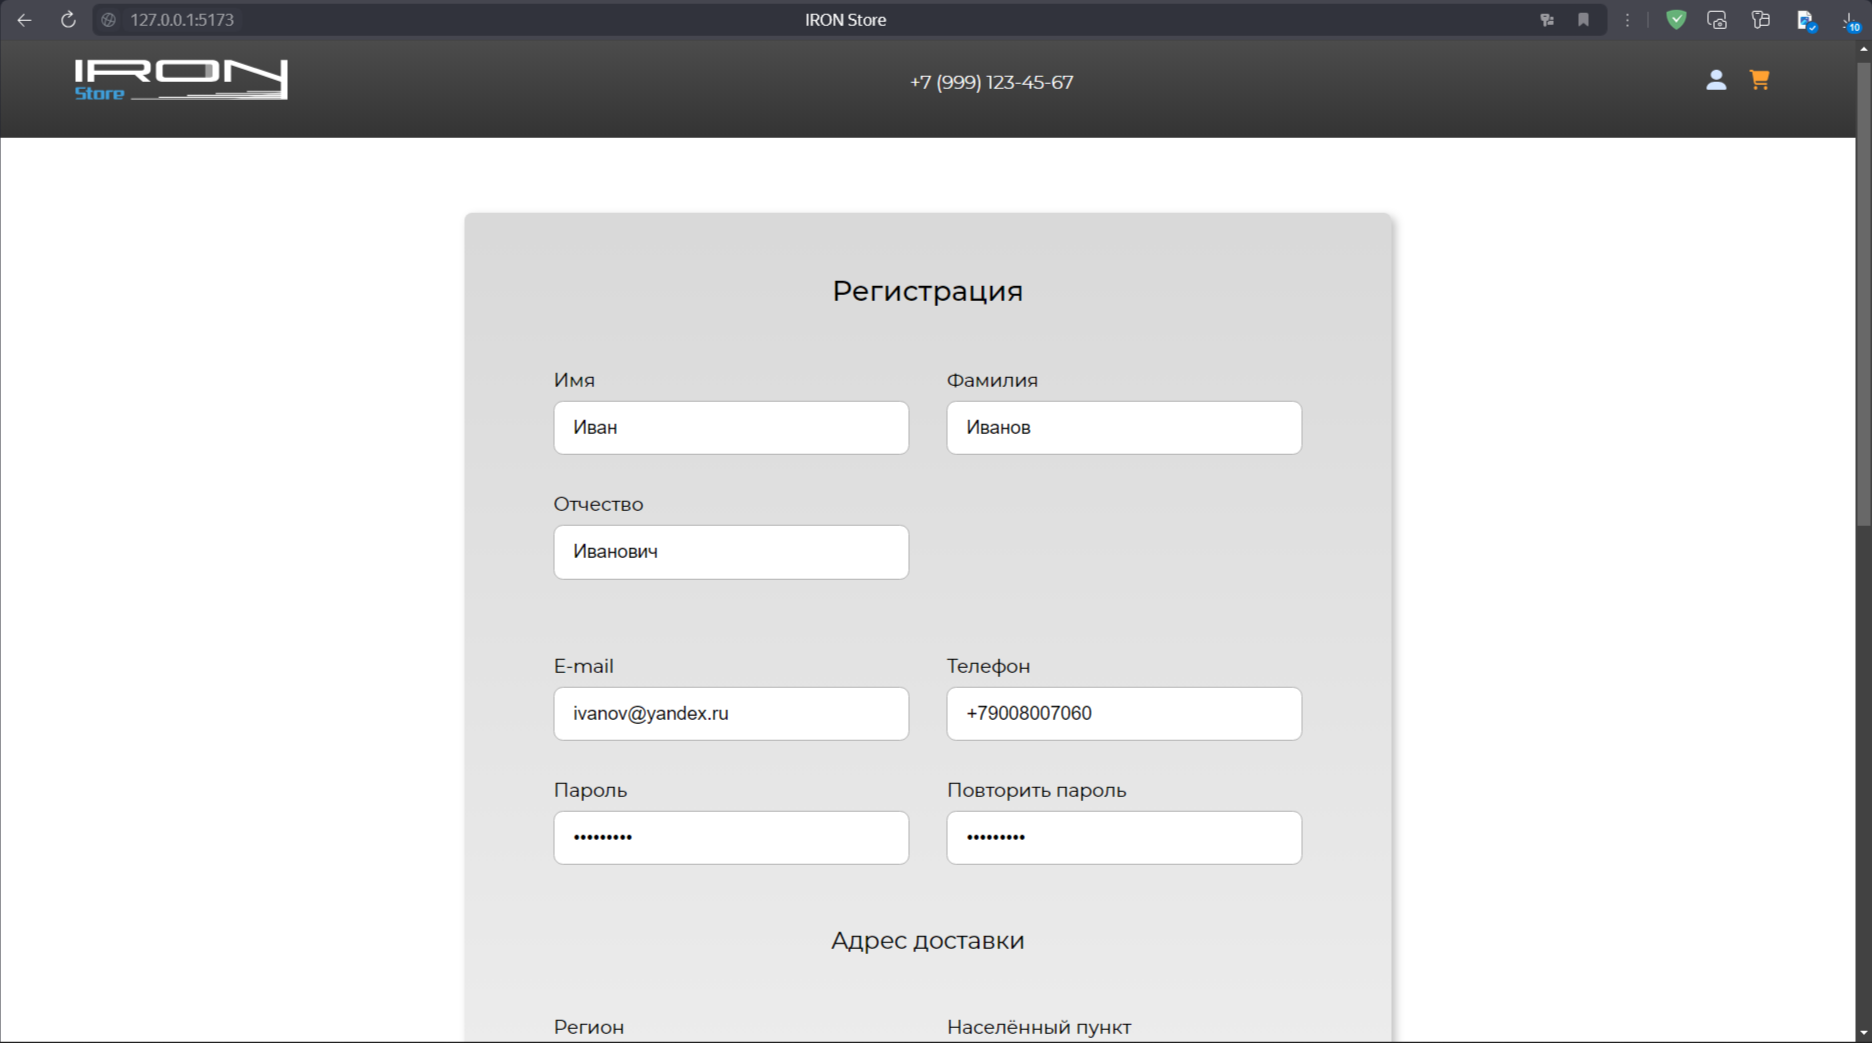 127.0.0.1:5173
IRON Store
10
IRON
Store
+7 (999) 123-45-67
Регистрация
Имя
Фамилия
Иван
Иванов
Отчество
Иванович
E-mail
Телефон
ivanov@yandex.ru
+79008007060
Пароль
Повторить пароль
•••••••••
•••••••••
Адрес доставки
Регион
Населённый пункт